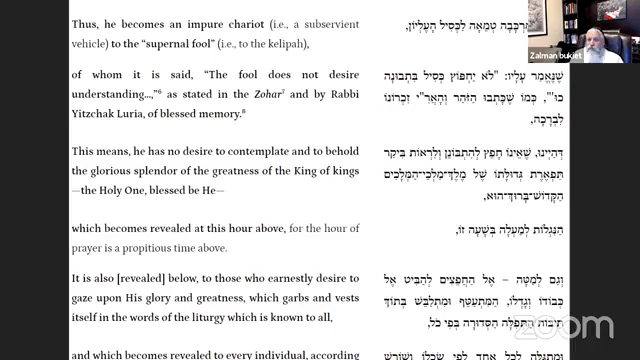 Thus, he becomes an impure chariot (i.e., a subservient
vehicle) to the “supernal fool” (i.e., to the kelipah),
of whom it is said, “The fool does not desire
understanding...,”⁶ as stated in the Zohar⁷ and by Rabbi
Yitzchak Luria, of blessed memory.⁸
This means, he has no desire to contemplate and to behold
the glorious splendor of the greatness of the King of kings
—the Holy One, blessed be He—
which becomes revealed at this hour above, for the hour of
prayer is a propitious time above.
It is also [revealed] below, to those who earnestly desire to
gaze upon His glory and greatness, which garbs and vests
itself in the words of the liturgy which is known to all,
and which becomes revealed to every individual, according
טְמֵאָה לִכְסִיל הָעֶלְיוֹן,
שֶׁנֶּאֱמַר עָלָיו: "לֹא יַחְפּוֹץ כְּסִיל בִּתְבוּנָה
כוּ'", כְּמוֹ שֶׁכָּתְבוּ הַזֹּהַר וְהָאֲרִ"י זִכְרוֹנוֹ
לִבְרָכָה,
דְּהַיְינוּ, שֶׁאֵינוֹ חָפֵץ לְהִתְבּוֹנֵן וְלִרְאוֹת בִּיקַר
תִּפְאֶרֶת גְּדוּלָּתוֹ שֶׁל מֶלֶךְ־מַלְכֵי־הַמְּלָכִים
הַקָּדוֹשׁ־בָּרוּךְ־הוּא,
הַנִּגְלוֹת לְמַעְלָה בְּשָׁעָה זוֹ,
וְגַם לְמַטָּה – אֶל הַחֲפֵצִים לְהַבִּיט אֶל
כְּבוֹדוֹ וְגָדְלוֹ, הַמִּתְעַטֵּף וּמִתְלַבֵּשׁ בְּתוֹךְ
תֵּיבוֹת הַתְּפִלָּה הַסְּדוּרָה בְּפִי כֹל,
וּמִתְגַּלֶּה לְכָל אֶחָד לְפִי שִׂכְלוֹ וְשׁוֹרֶשׁ
Zalman bukiet
zoom